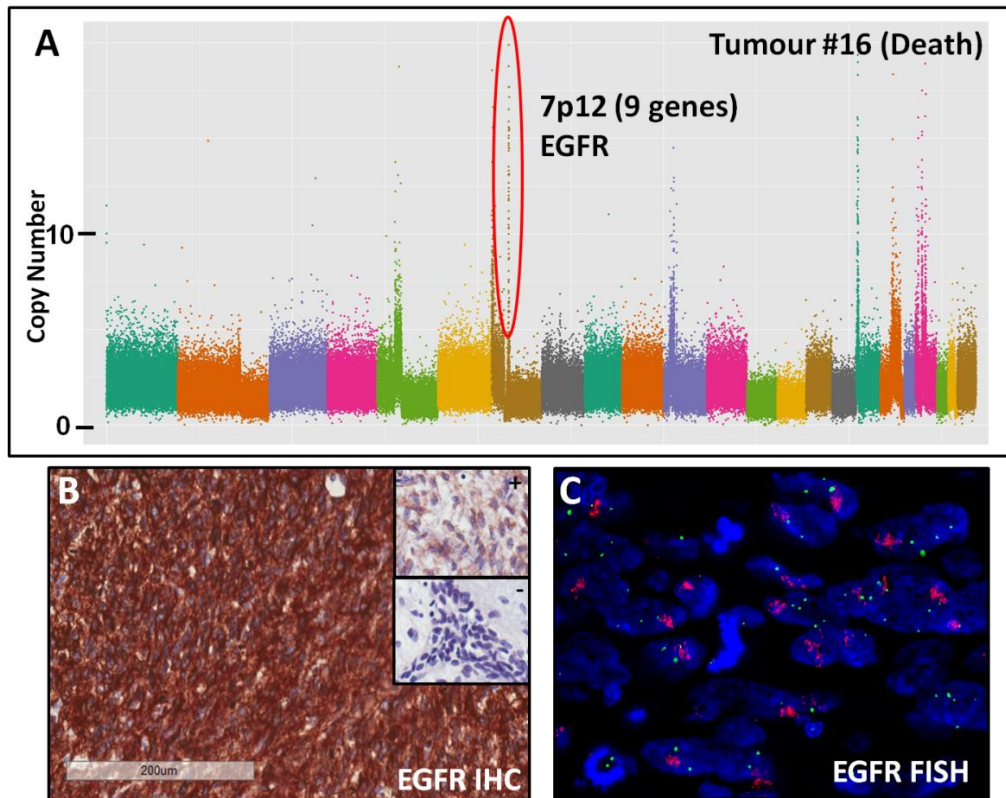 A
Tumour #16 (Death)
7p12 (9 genes)
EGFR
Copy Number
10
0
B
+
-
200um
EGFR IHC
C
EGFR FISH